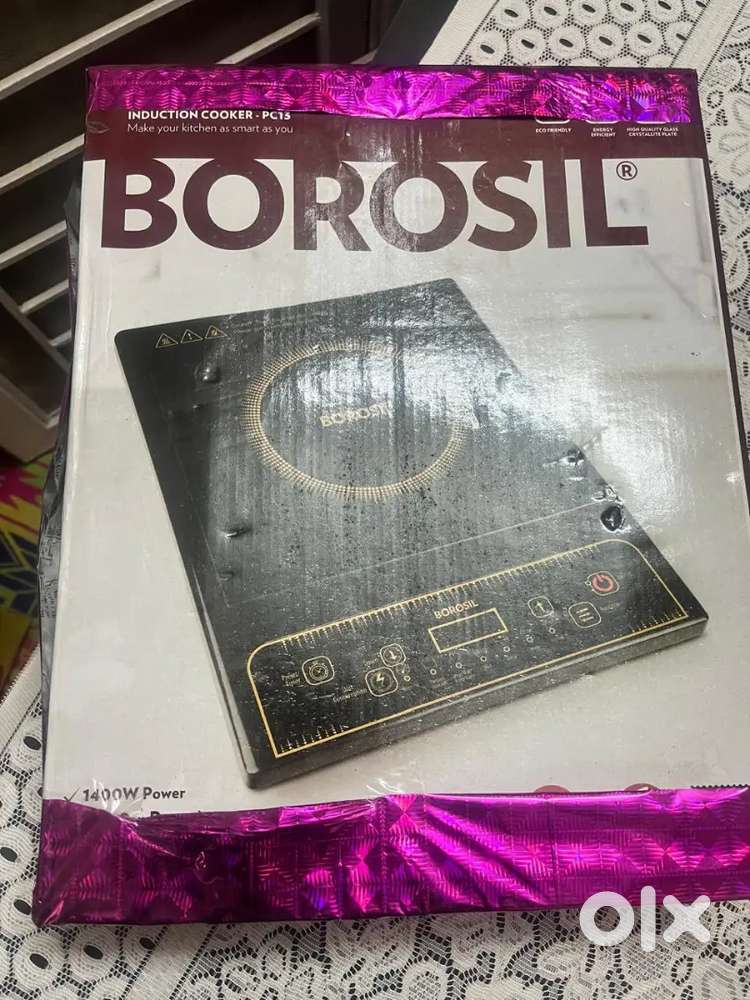 INDUCTION COOKER - PC13
Make your kitchen as smart as you
ECO FRIENDLY
ENERGY
EFFICIENT
HIGH QUALITY GLASS
CRYSTALLITE PLATE
BOROSIL®
BOROSIL
BOROSIL
✓ 1400W Power
olx